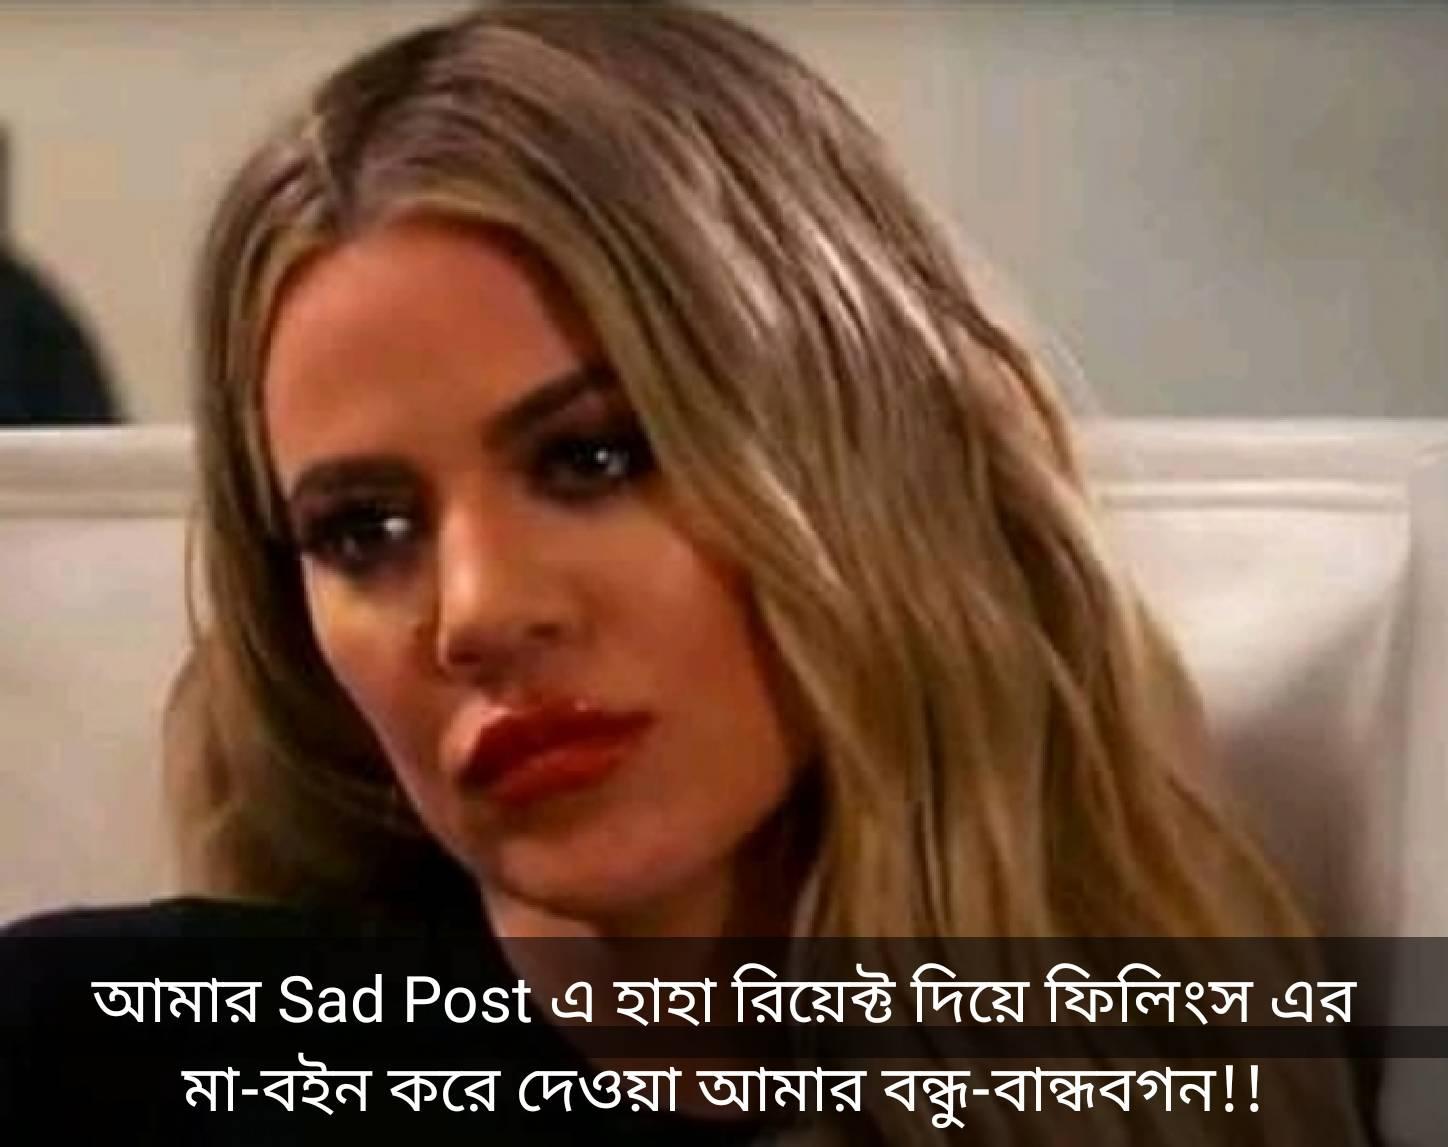 আমার Sad Post এ হাহা রিয়েক্ট দিয়ে ফিলিংস এর
মা-বইন করে দেওয়া আমার বন্ধু-বান্ধবগন!!